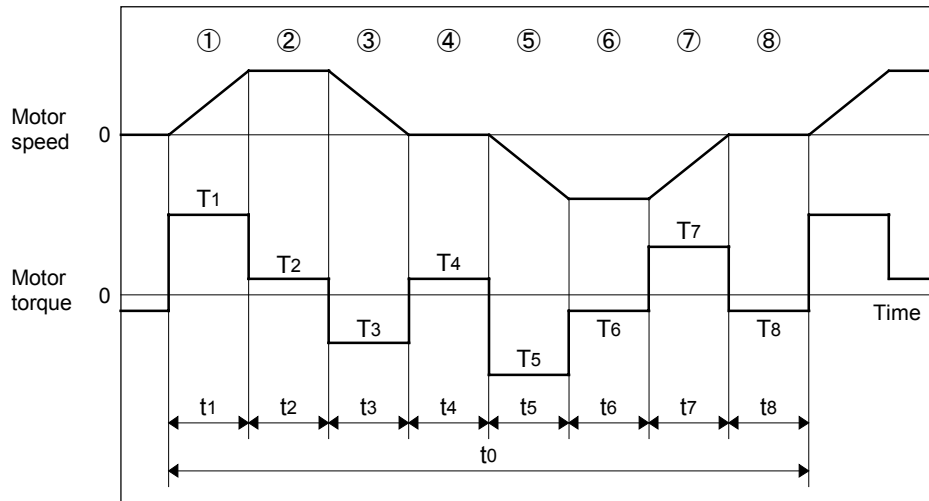 ① ② ③ ④ ⑤ ⑥ ⑦ ⑧
Motor
speed
0
T1
T2
T3
T4
T5
T6
T7
T8
Motor
torque
0
Time
t1 t2 t3 t4 t5 t6 t7 t8
t0